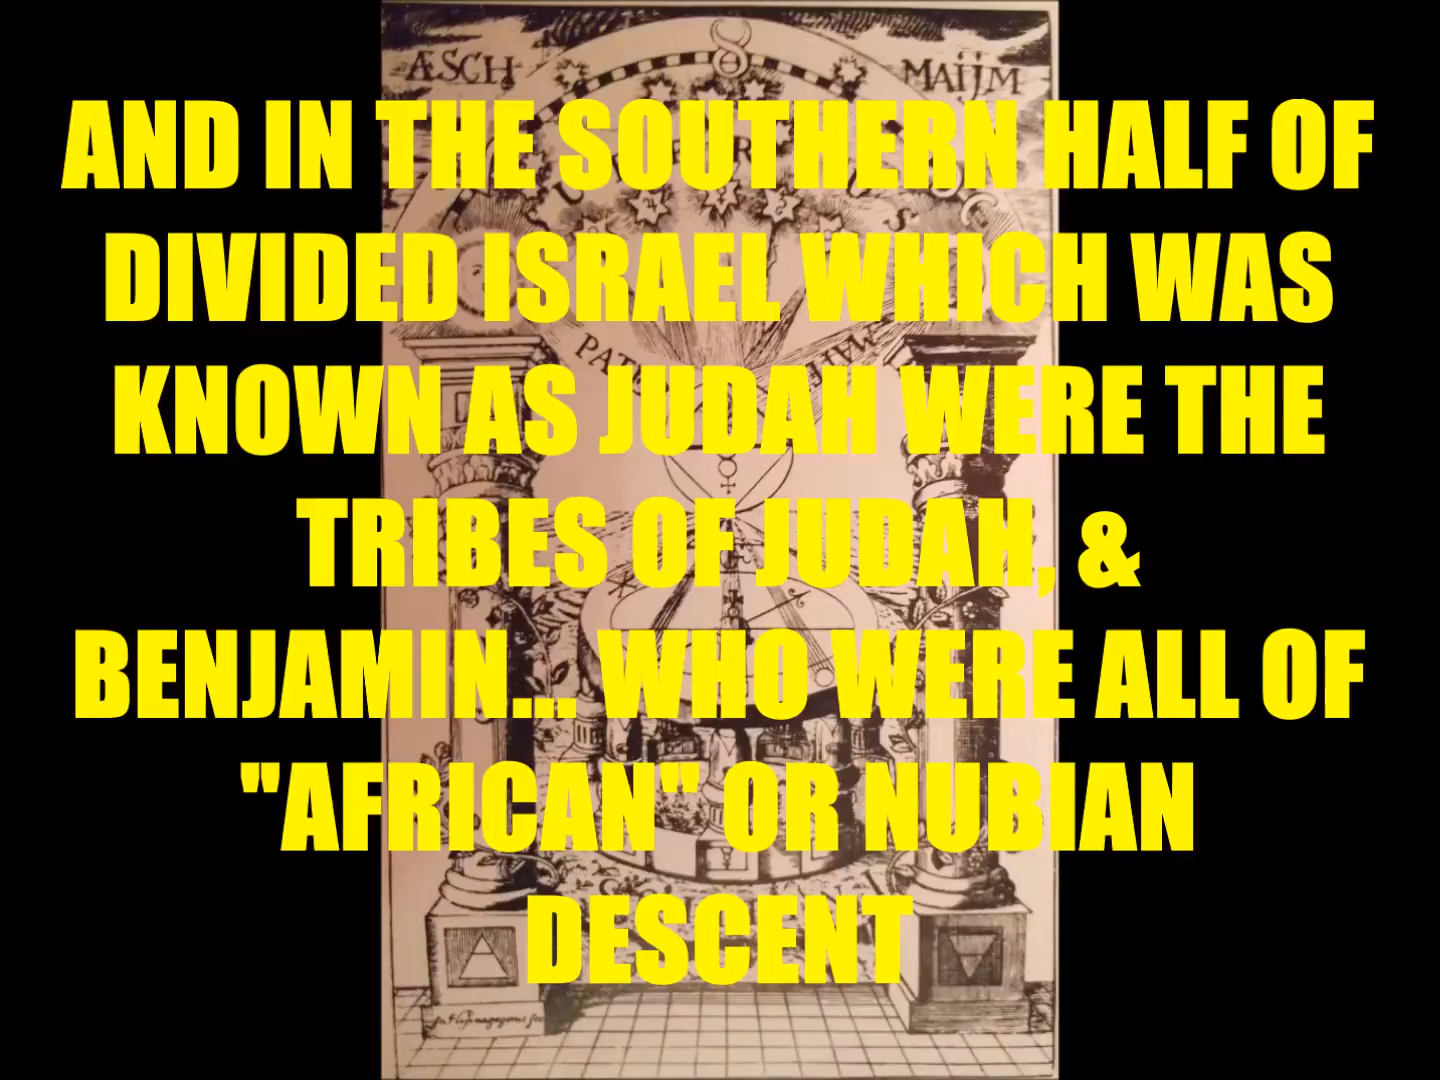 ÆSCH MAIJM
AND IN THE SOUTHERN HALF OF
DIVIDED ISRAEL WHICH WAS
KNOWN AS JUDAH WERE THE
TRIBES OF JUDAH, &
BENJAMIN... WHO WERE ALL OF
"AFRICAN" OR NUBIAN
DESCENT